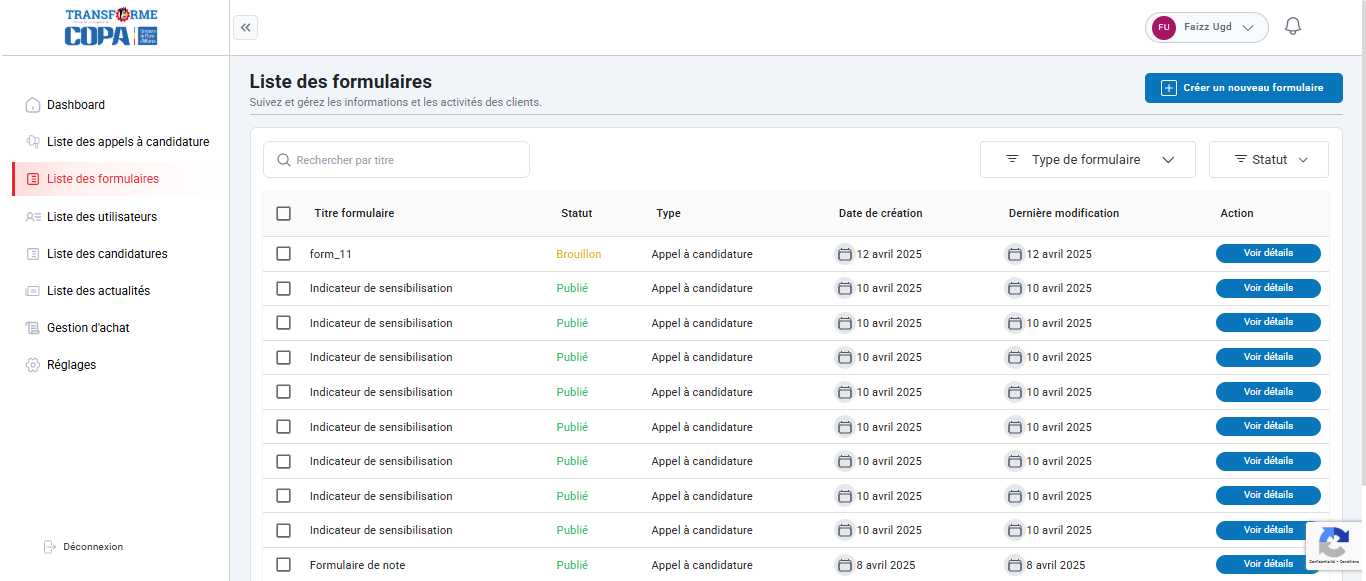 TRANSFORME
COPA
FU
Faizz Ugd
Liste des formulaires
Suivez et gérez les informations et les activités des clients.
Créer un nouveau formulaire
Dashboard
Liste des appels à candidature
Liste des formulaires
Liste des utilisateurs
Liste des candidatures
Liste des actualités
Gestion d'achat
Réglages
Déconnexion
Rechercher par titre
Type de formulaire
Statut
Titre formulaire Statut Type Date de création Dernière modification Action
form_11 Brouillon Appel à candidature 12 avril 2025 12 avril 2025 Voir détails
Indicateur de sensibilisation Publié Appel à candidature 10 avril 2025 10 avril 2025 Voir détails
Indicateur de sensibilisation Publié Appel à candidature 10 avril 2025 10 avril 2025 Voir détails
Indicateur de sensibilisation Publié Appel à candidature 10 avril 2025 10 avril 2025 Voir détails
Indicateur de sensibilisation Publié Appel à candidature 10 avril 2025 10 avril 2025 Voir détails
Indicateur de sensibilisation Publié Appel à candidature 10 avril 2025 10 avril 2025 Voir détails
Indicateur de sensibilisation Publié Appel à candidature 10 avril 2025 10 avril 2025 Voir détails
Indicateur de sensibilisation Publié Appel à candidature 10 avril 2025 10 avril 2025 Voir détails
Indicateur de sensibilisation Publié Appel à candidature 10 avril 2025 10 avril 2025 Voir détails
Formulaire de note Publié Appel à candidature 8 avril 2025 8 avril 2025 Voir détails
Confidentialité • Conditions